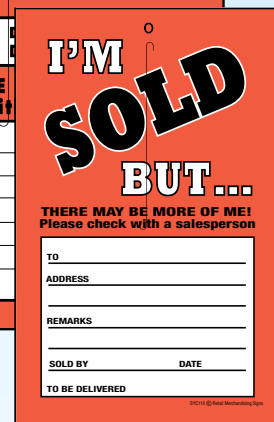 I'M
SOLD
BUT...
THERE MAY BE MORE OF ME!
Please check with a salesperson
TO
ADDRESS
REMARKS
SOLD BY DATE
TO BE DELIVERED
© Retail Merchandising Signs